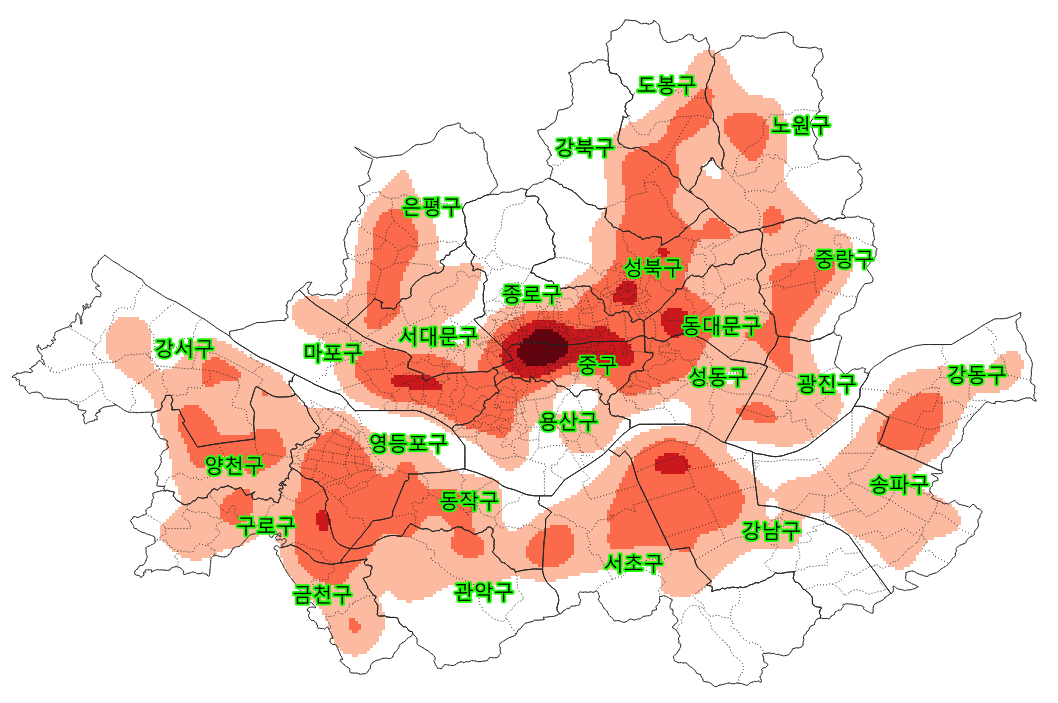 도봉구
노원구
강북구
은평구
중랑구
성북구
종로구
동대문구
서대문구
강서구
마포구
중구
성동구
광진구
강동구
용산구
영등포구
양천구
송파구
동작구
구로구
강남구
서초구
관악구
금천구